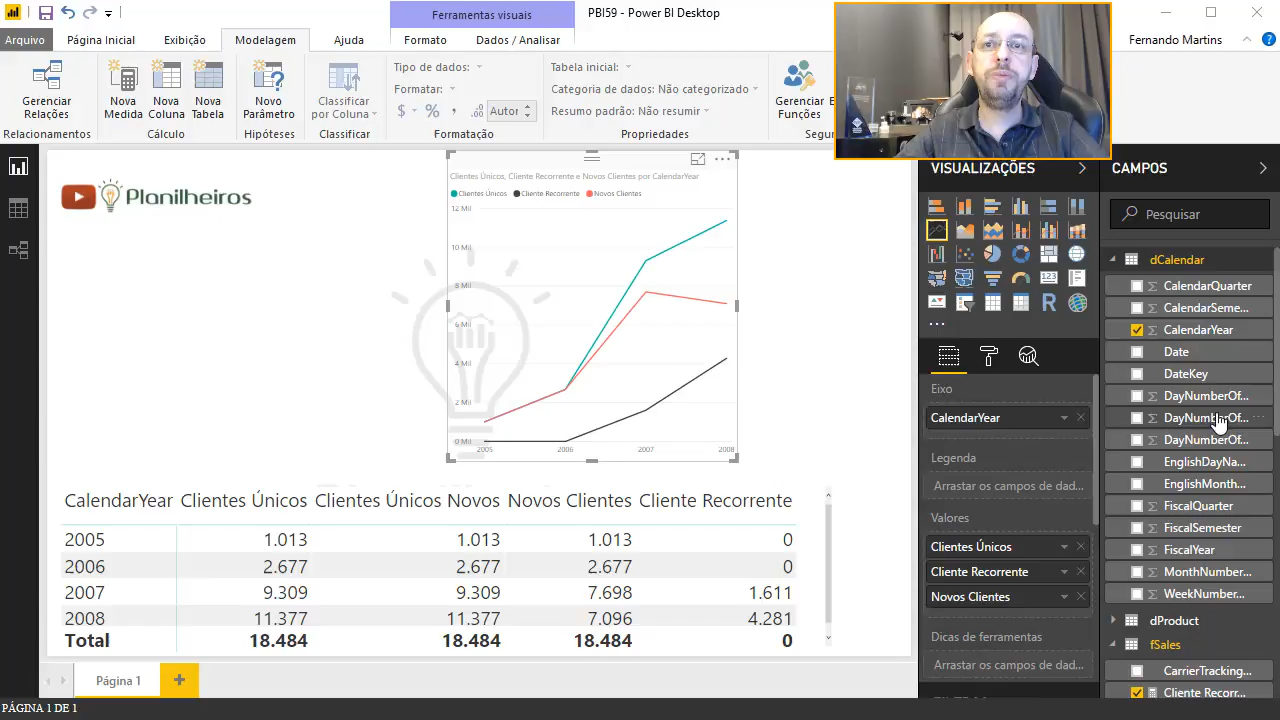 Ferramentas visuais
PBI59 - Power BI Desktop
Arquivo
Página Inicial
Exibição
Modelagem
Ajuda
Formato
Dados / Analisar
Fernando Martins
Gerenciar Relações
Nova Medida
Nova Coluna
Nova Tabela
Novo Parâmetro
Classificar por Coluna
Tipo de dados:
Formatar:
$ % , Autor
Tabela inicial:
Categoria de dados: Não categorizado
Resumo padrão: Não resumir
Gerenciar Funções
Relacionamentos
Cálculo
Hipóteses
Classificar
Formatação
Propriedades
Segu
Planilheiros
Clientes Únicos, Cliente Recorrente e Novos Clientes por CalendarYear
Clientes Únicos
Cliente Recorrente
Novos Clientes
12 Mil
10 Mil
8 Mil
6 Mil
4 Mil
2 Mil
0 Mil
2005
2006
2007
2008
CalendarYear Clientes Únicos Clientes Únicos Novos Novos Clientes Cliente Recorrente
2005 1.013 1.013 1.013 0
2006 2.677 2.677 2.677 0
2007 9.309 9.309 7.698 1.611
2008 11.377 11.377 7.096 4.281
Total 18.484 18.484 18.484 0
Página 1
PÁGINA 1 DE 1
VISUALIZAÇÕES
R
Eixo
CalendarYear
Legenda
Arrastar os campos de dad...
Valores
Clientes Únicos
Cliente Recorrente
Novos Clientes
Dicas de ferramentas
Arrastar os campos de dad...
CAMPOS
Pesquisar
dCalendar
CalendarQuarter
CalendarSeme...
CalendarYear
Date
DateKey
DayNumberOf...
DayNumberOf...
DayNumberOf...
EnglishDayNa...
EnglishMonth...
FiscalQuarter
FiscalSemester
FiscalYear
MonthNumber...
WeekNumber...
dProduct
fSales
CarrierTracking...
Cliente Recorr...